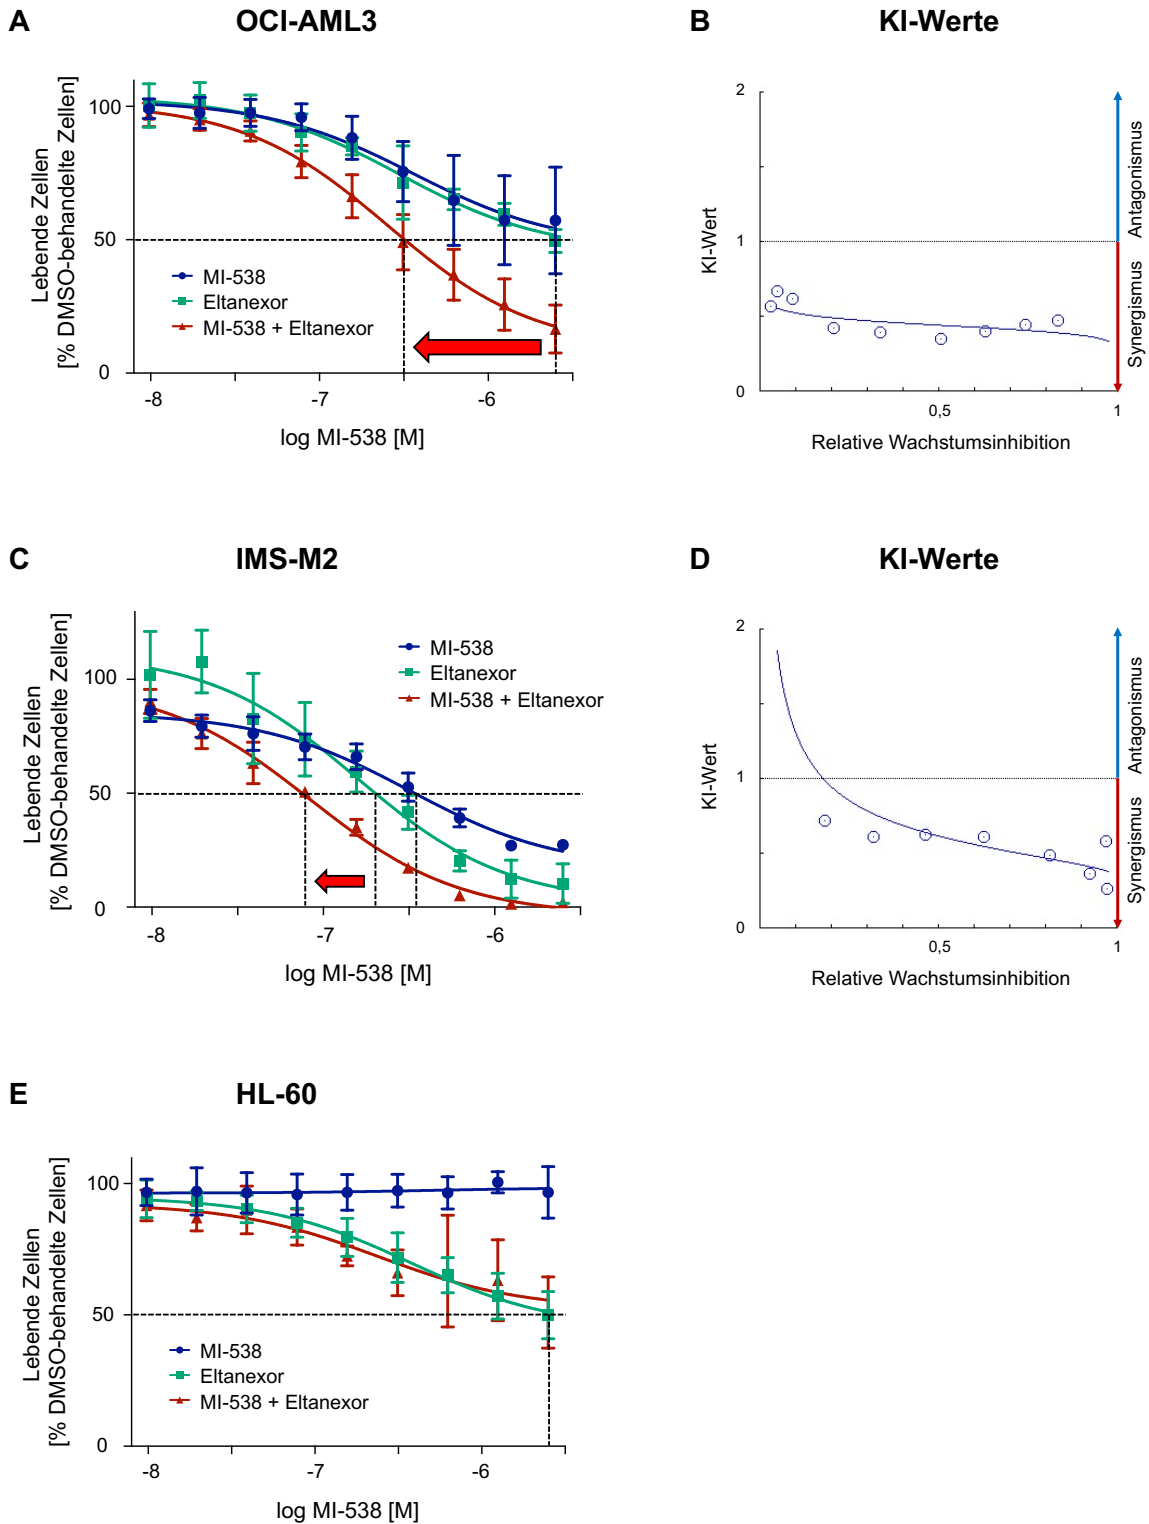 A
OCI-AML3
Lebende Zellen
[% DMSO-behandelte Zellen]
100
50
0
MI-538
Eltanexor
MI-538 + Eltanexor
-8
-7
-6
log MI-538 [M]
B
KI-Werte
KI-Wert
2
1
0
0,5
1
Relative Wachstumsinhibition
Antagonismus
Synergismus
C
IMS-M2
Lebende Zellen
[% DMSO-behandelte Zellen]
100
50
0
MI-538
Eltanexor
MI-538 + Eltanexor
-8
-7
-6
log MI-538 [M]
D
KI-Werte
KI-Wert
2
1
0
0,5
1
Relative Wachstumsinhibition
Antagonismus
Synergismus
E
HL-60
Lebende Zellen
[% DMSO-behandelte Zellen]
100
50
0
MI-538
Eltanexor
MI-538 + Eltanexor
-8
-7
-6
log MI-538 [M]